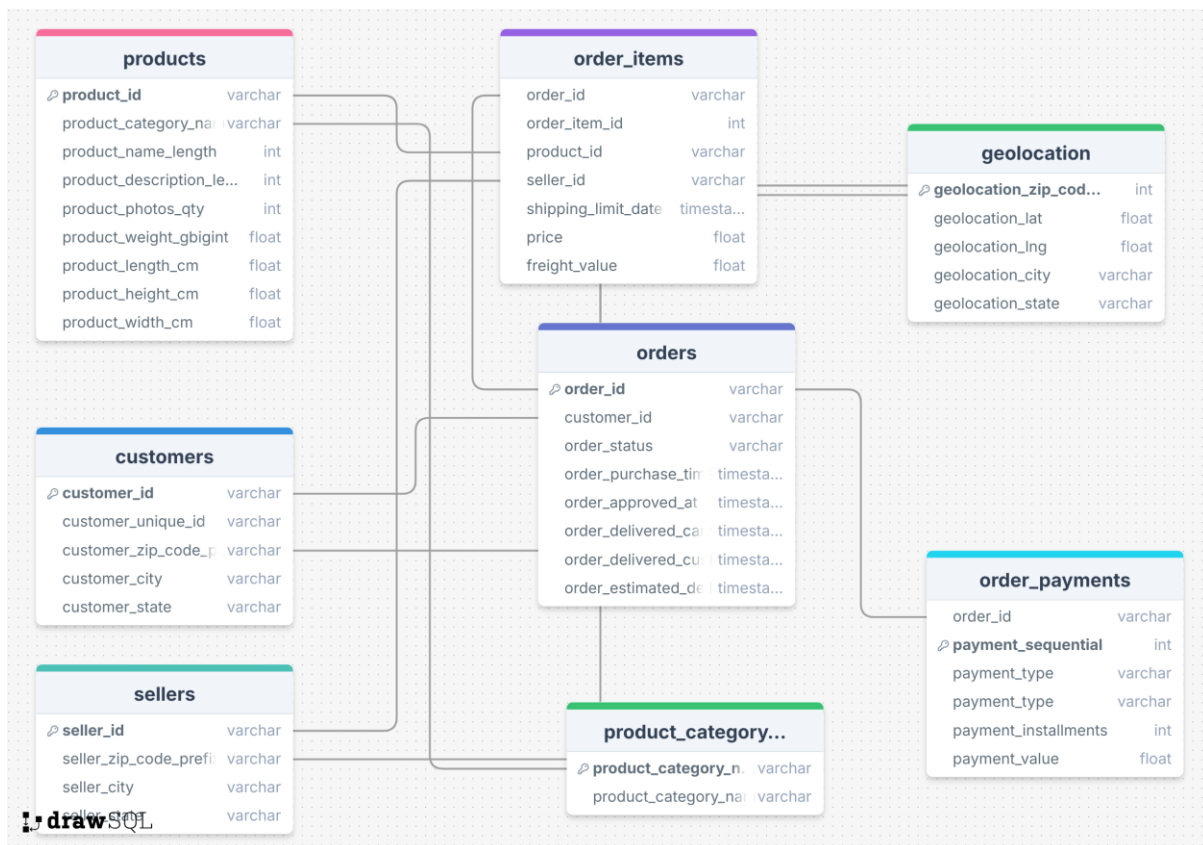 products
product_id varchar
product_category_na varchar
product_name_length int
product_description_le... int
product_photos_qty int
product_weight_gbigint float
product_length_cm float
product_height_cm float
product_width_cm float
order_items
order_id varchar
order_item_id int
product_id varchar
seller_id varchar
shipping_limit_date timesta...
price float
freight_value float
geolocation
geolocation_zip_cod... int
geolocation_lat float
geolocation_lng float
geolocation_city varchar
geolocation_state varchar
orders
order_id varchar
customer_id varchar
order_status varchar
order_purchase_tim timesta...
order_approved_at timesta...
order_delivered_ca timesta...
order_delivered_cu timesta...
order_estimated_de timesta...
customers
customer_id varchar
customer_unique_id varchar
customer_zip_code_p varchar
customer_city varchar
customer_state varchar
sellers
seller_id varchar
seller_zip_code_prefi varchar
seller_city varchar
seller_state varchar
drawSQL
product_category...
product_category_n. varchar
product_category_na varchar
order_payments
order_id varchar
payment_sequential int
payment_type varchar
payment_type varchar
payment_installments int
payment_value float